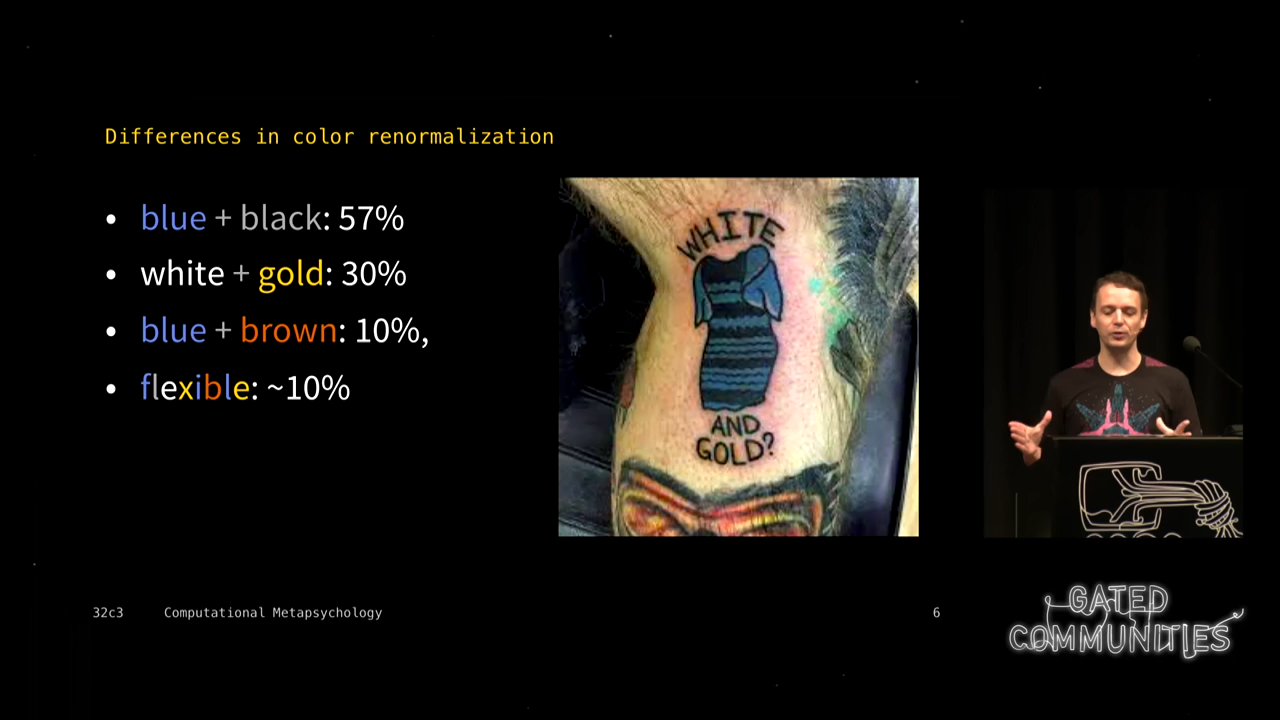 Differences in color renormalization
• blue + black: 57%
• white + gold: 30%
• blue + brown: 10%,
• flexible: ~10%
WHITE
AND
GOLD?
32c3 Computational Metapsychology 6
GATED
COMMUNITIES